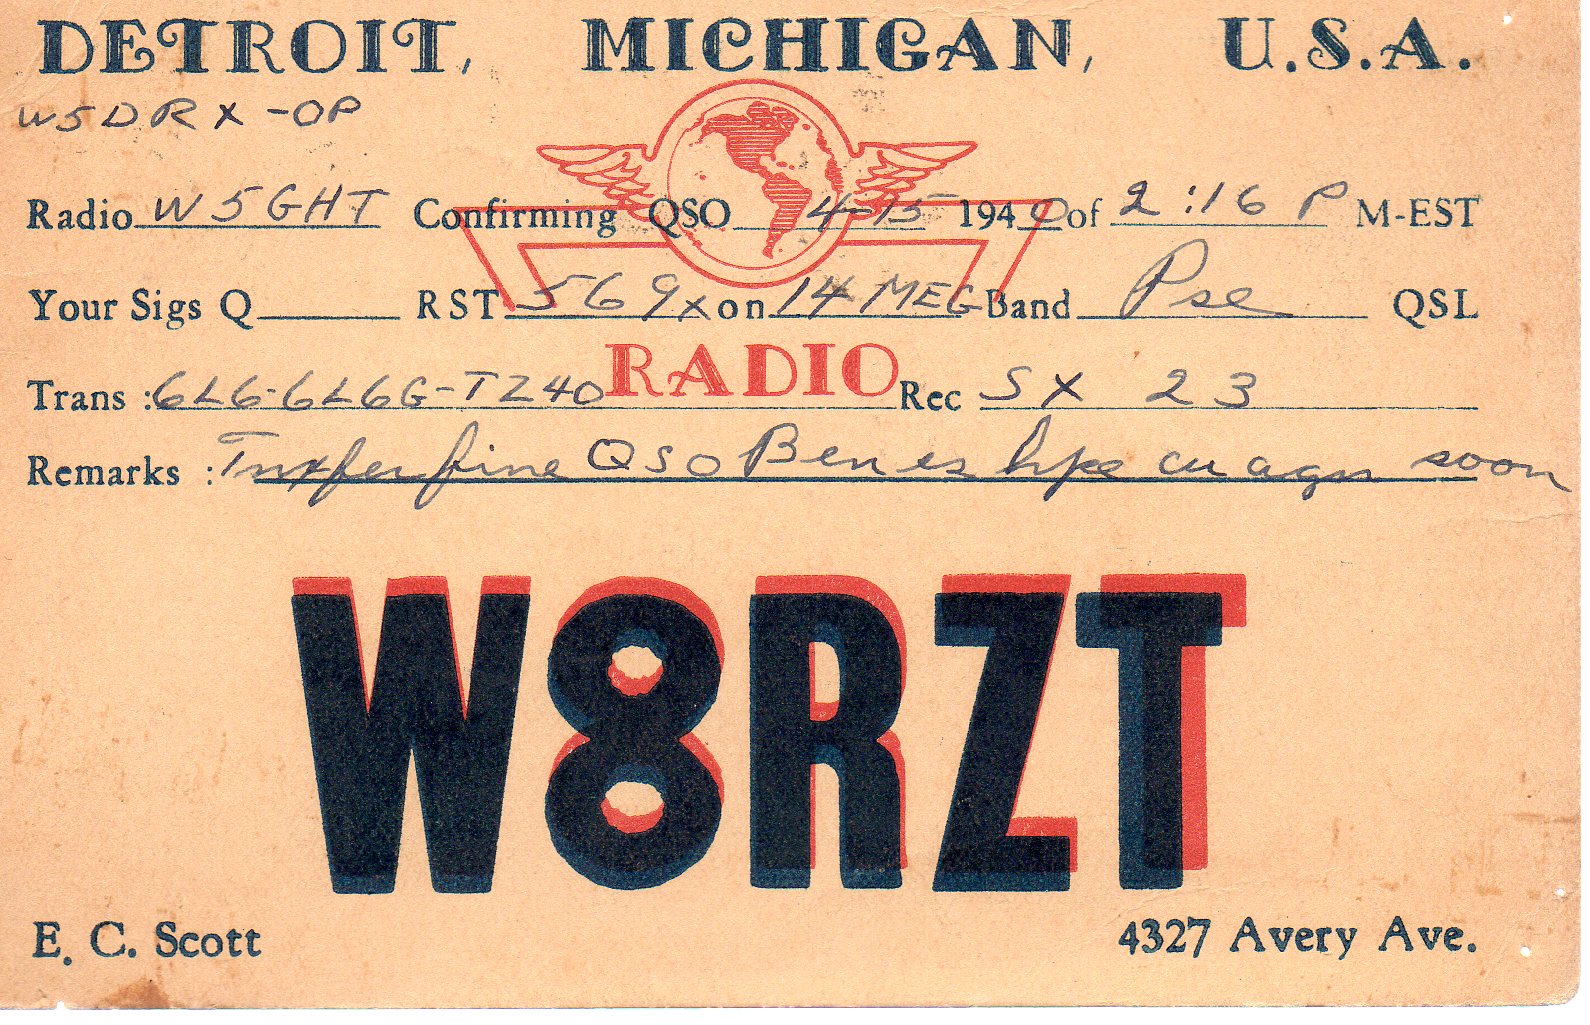 DETROIT, MICHIGAN, U.S.A.
W5DRX-OP
Radio W5GHT Confirming QSO 4-15 1940 of 2:16 P M-EST
Your Sigs Q RST 569x on 14 MEG Band Pse QSL
Trans: 6L6-6L6G-TZ40 RADIO Rec SX 23
Remarks: Tnx fer fine QSO Ben es hpe cu agn soon
W8RZT
E. C. Scott 4327 Avery Ave.